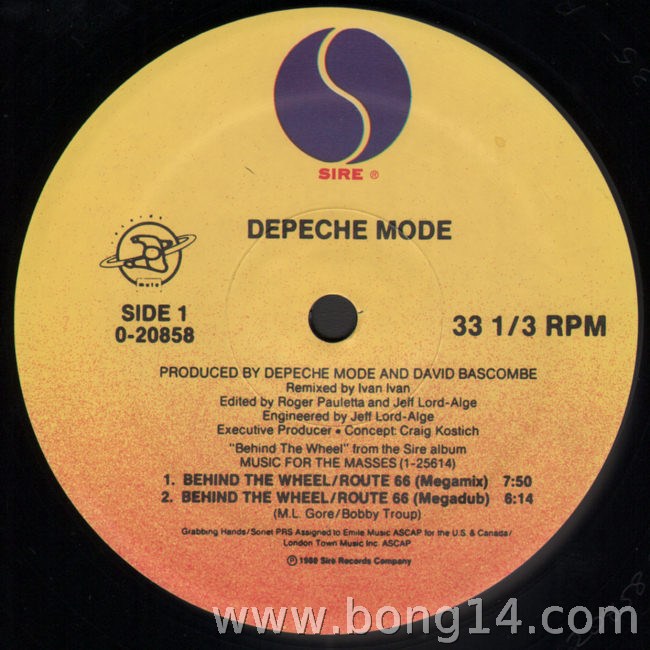 SIRE ®
DEPECHE MODE
mute
SIDE 1
0-20858
33 1/3 RPM
PRODUCED BY DEPECHE MODE AND DAVID BASCOMBE
Remixed by Ivan Ivan
Edited by Roger Pauletta and Jeff Lord-Alge
Engineered by Jeff Lord-Alge
Executive Producer • Concept: Craig Kostich
"Behind The Wheel" from the Sire album
MUSIC FOR THE MASSES (1-25614)
1. BEHIND THE WHEEL/ROUTE 66 (Megamix) 7:50
2. BEHIND THE WHEEL/ROUTE 66 (Megadub) 6:14
(M.L. Gore/Bobby Troup)
Grabbing Hands/Sonet PRS Assigned to Emile Music ASCAP for the U.S. & Canada/
London Town Music Inc. ASCAP
℗ 1988 Sire Records Company
www.bong14.com